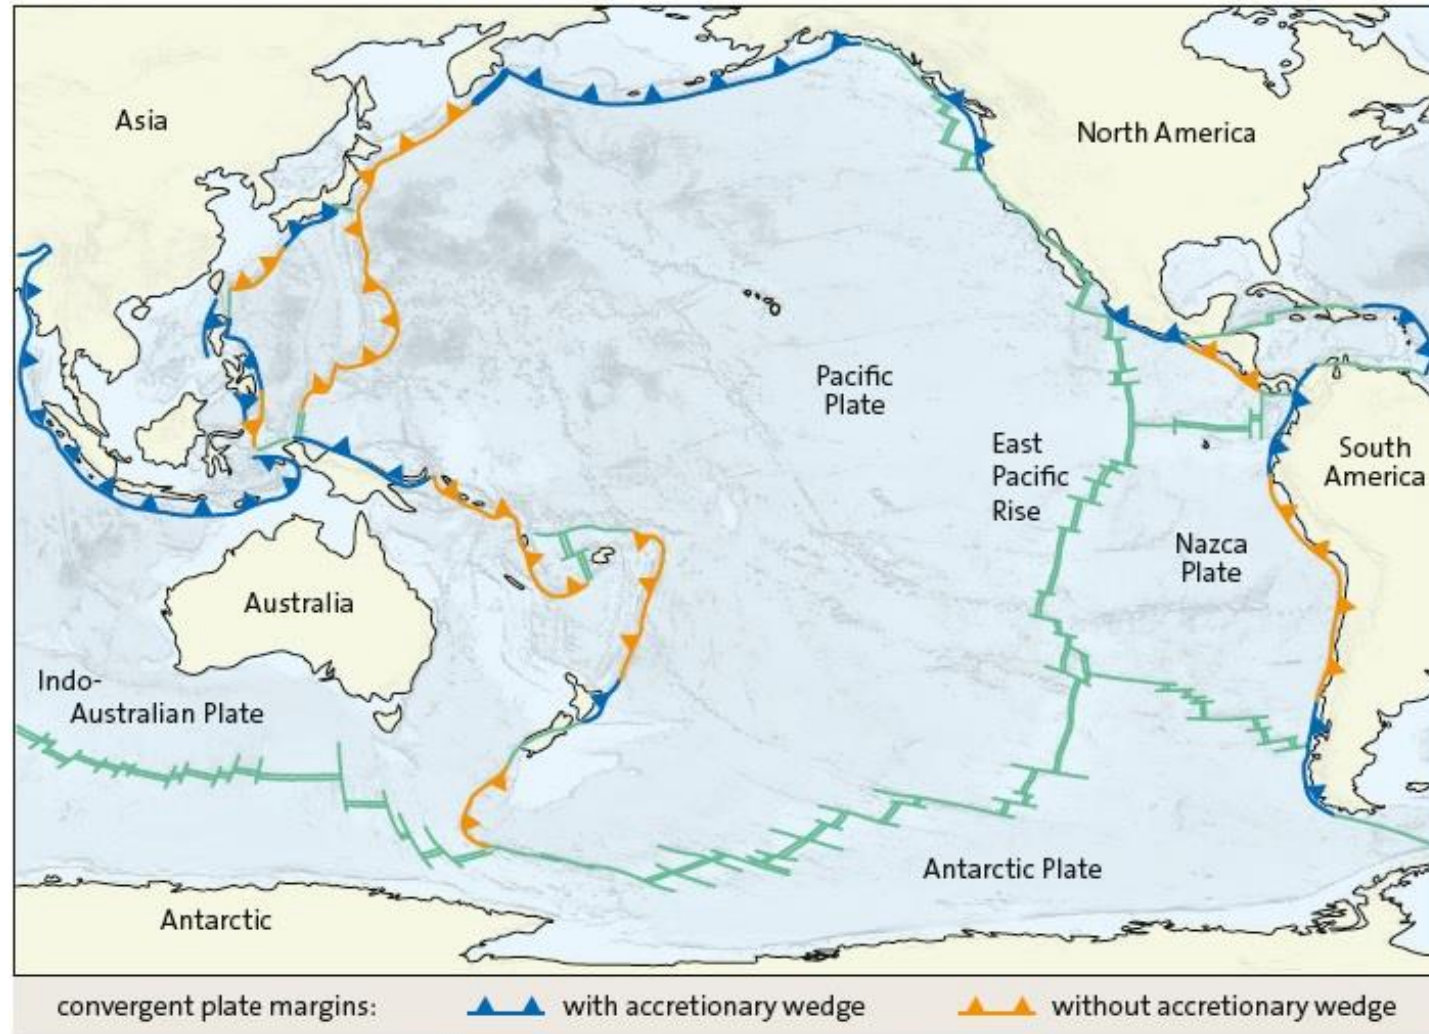 Asia
North America
Pacific
Plate
East
Pacific
Rise
South
America
Nazca
Plate
Australia
Indo-
Australian Plate
Antarctic Plate
Antarctic
convergent plate margins: with accretionary wedge without accretionary wedge